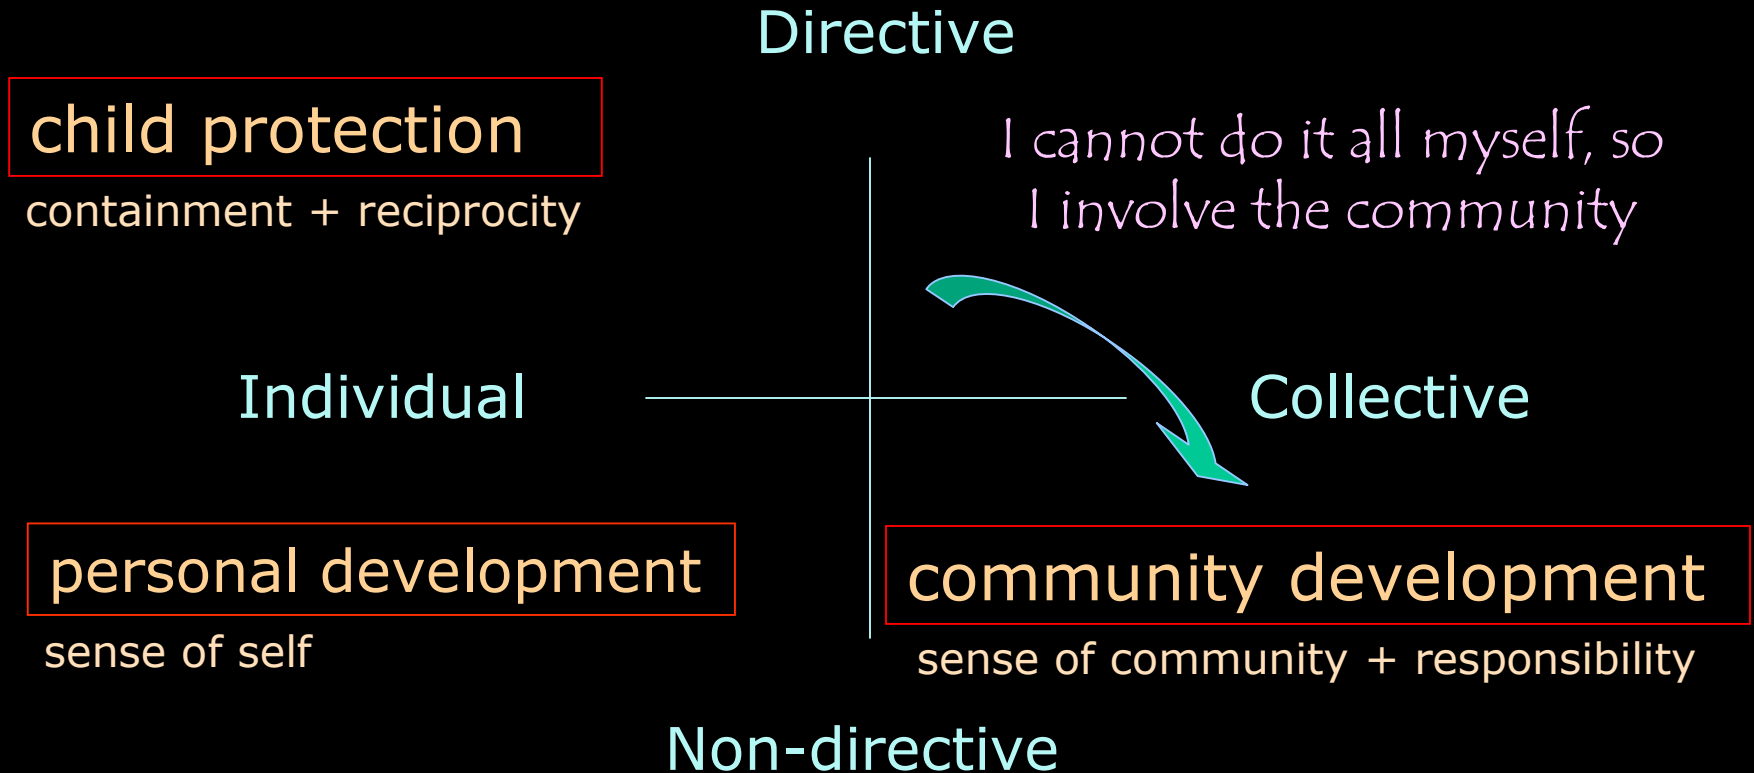 Directive
child protection
containment + reciprocity
I cannot do it all myself, so
I involve the community
Individual
Collective
personal development
sense of self
community development
sense of community + responsibility
Non-directive